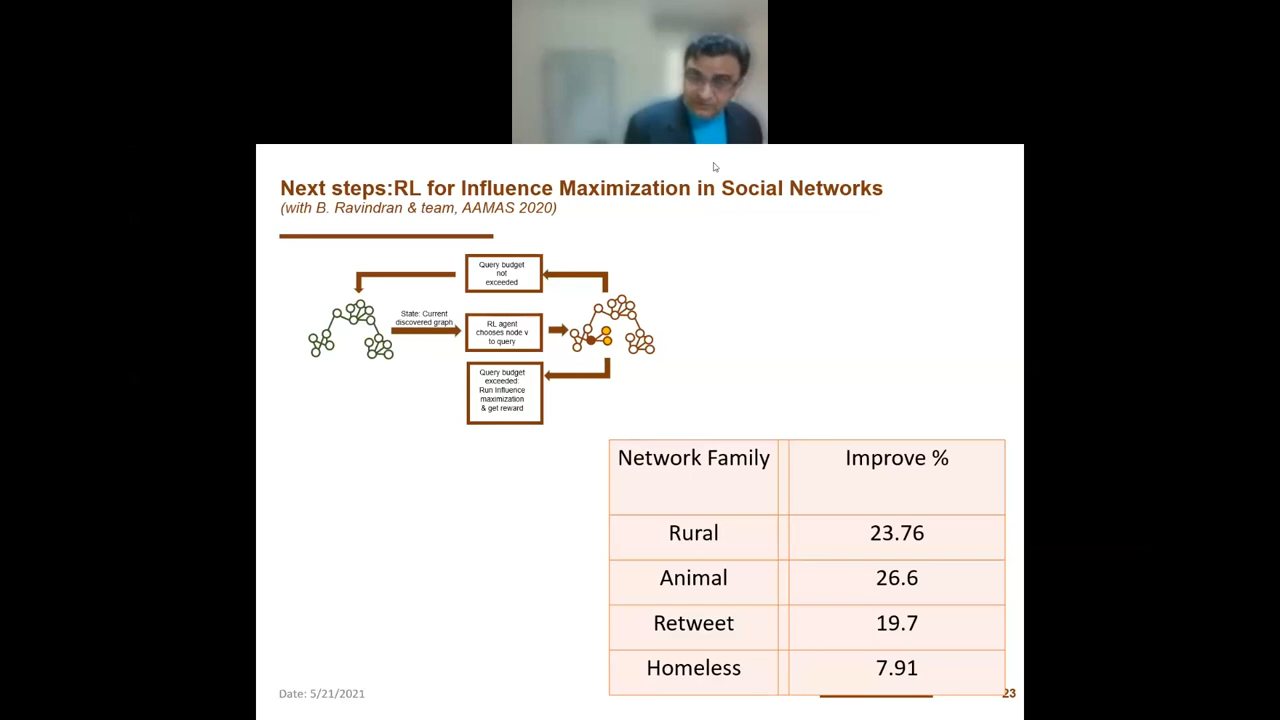 Next steps:RL for Influence Maximization in Social Networks
(with B. Ravindran & team, AAMAS 2020)
Query budget
not
exceeded
State: Current
discovered graph
RL agent
chooses node v
to query
Query budget
exceeded:
Run Influence
maximization
& get reward
Network Family Improve %
Rural 23.76
Animal 26.6
Retweet 19.7
Homeless 7.91
Date: 5/21/2021
23